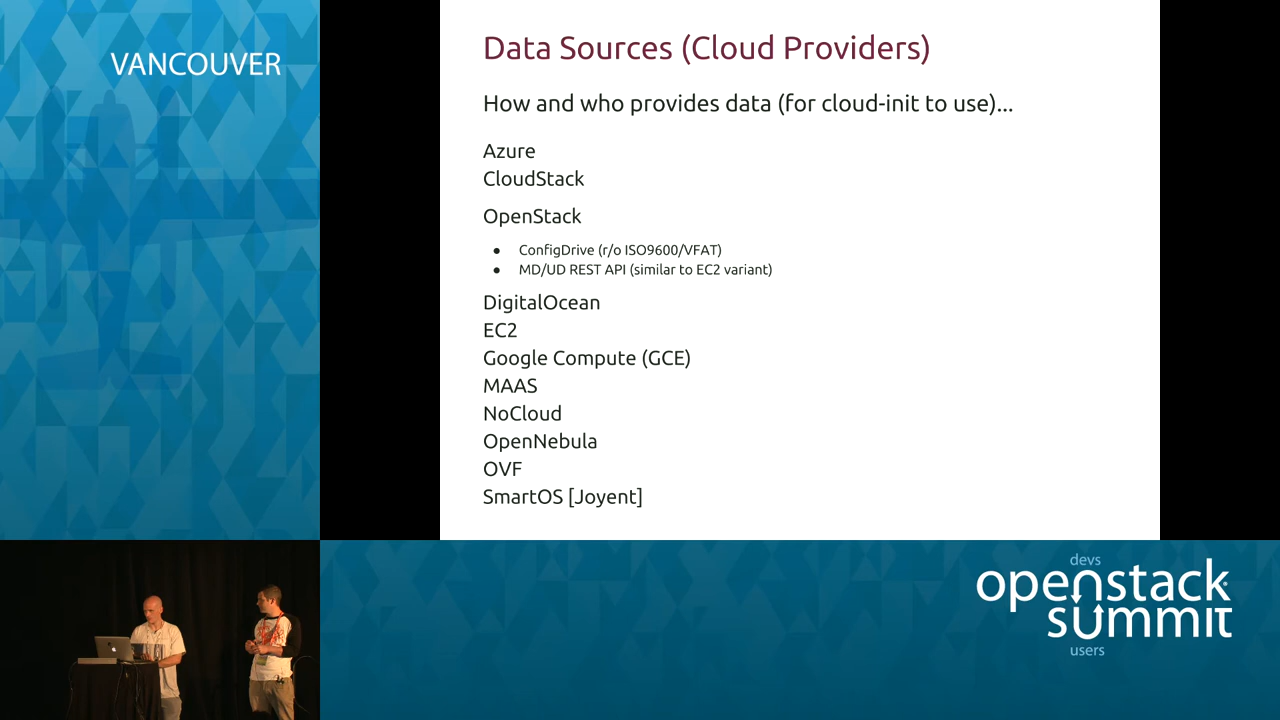 VANCOUVER
Data Sources (Cloud Providers)
How and who provides data (for cloud-init to use)...
Azure
CloudStack
OpenStack
● ConfigDrive (r/o ISO9600/VFAT)
● MD/UD REST API (similar to EC2 variant)
DigitalOcean
EC2
Google Compute (GCE)
MAAS
NoCloud
OpenNebula
OVF
SmartOS [Joyent]
devs
openstack
summit
users